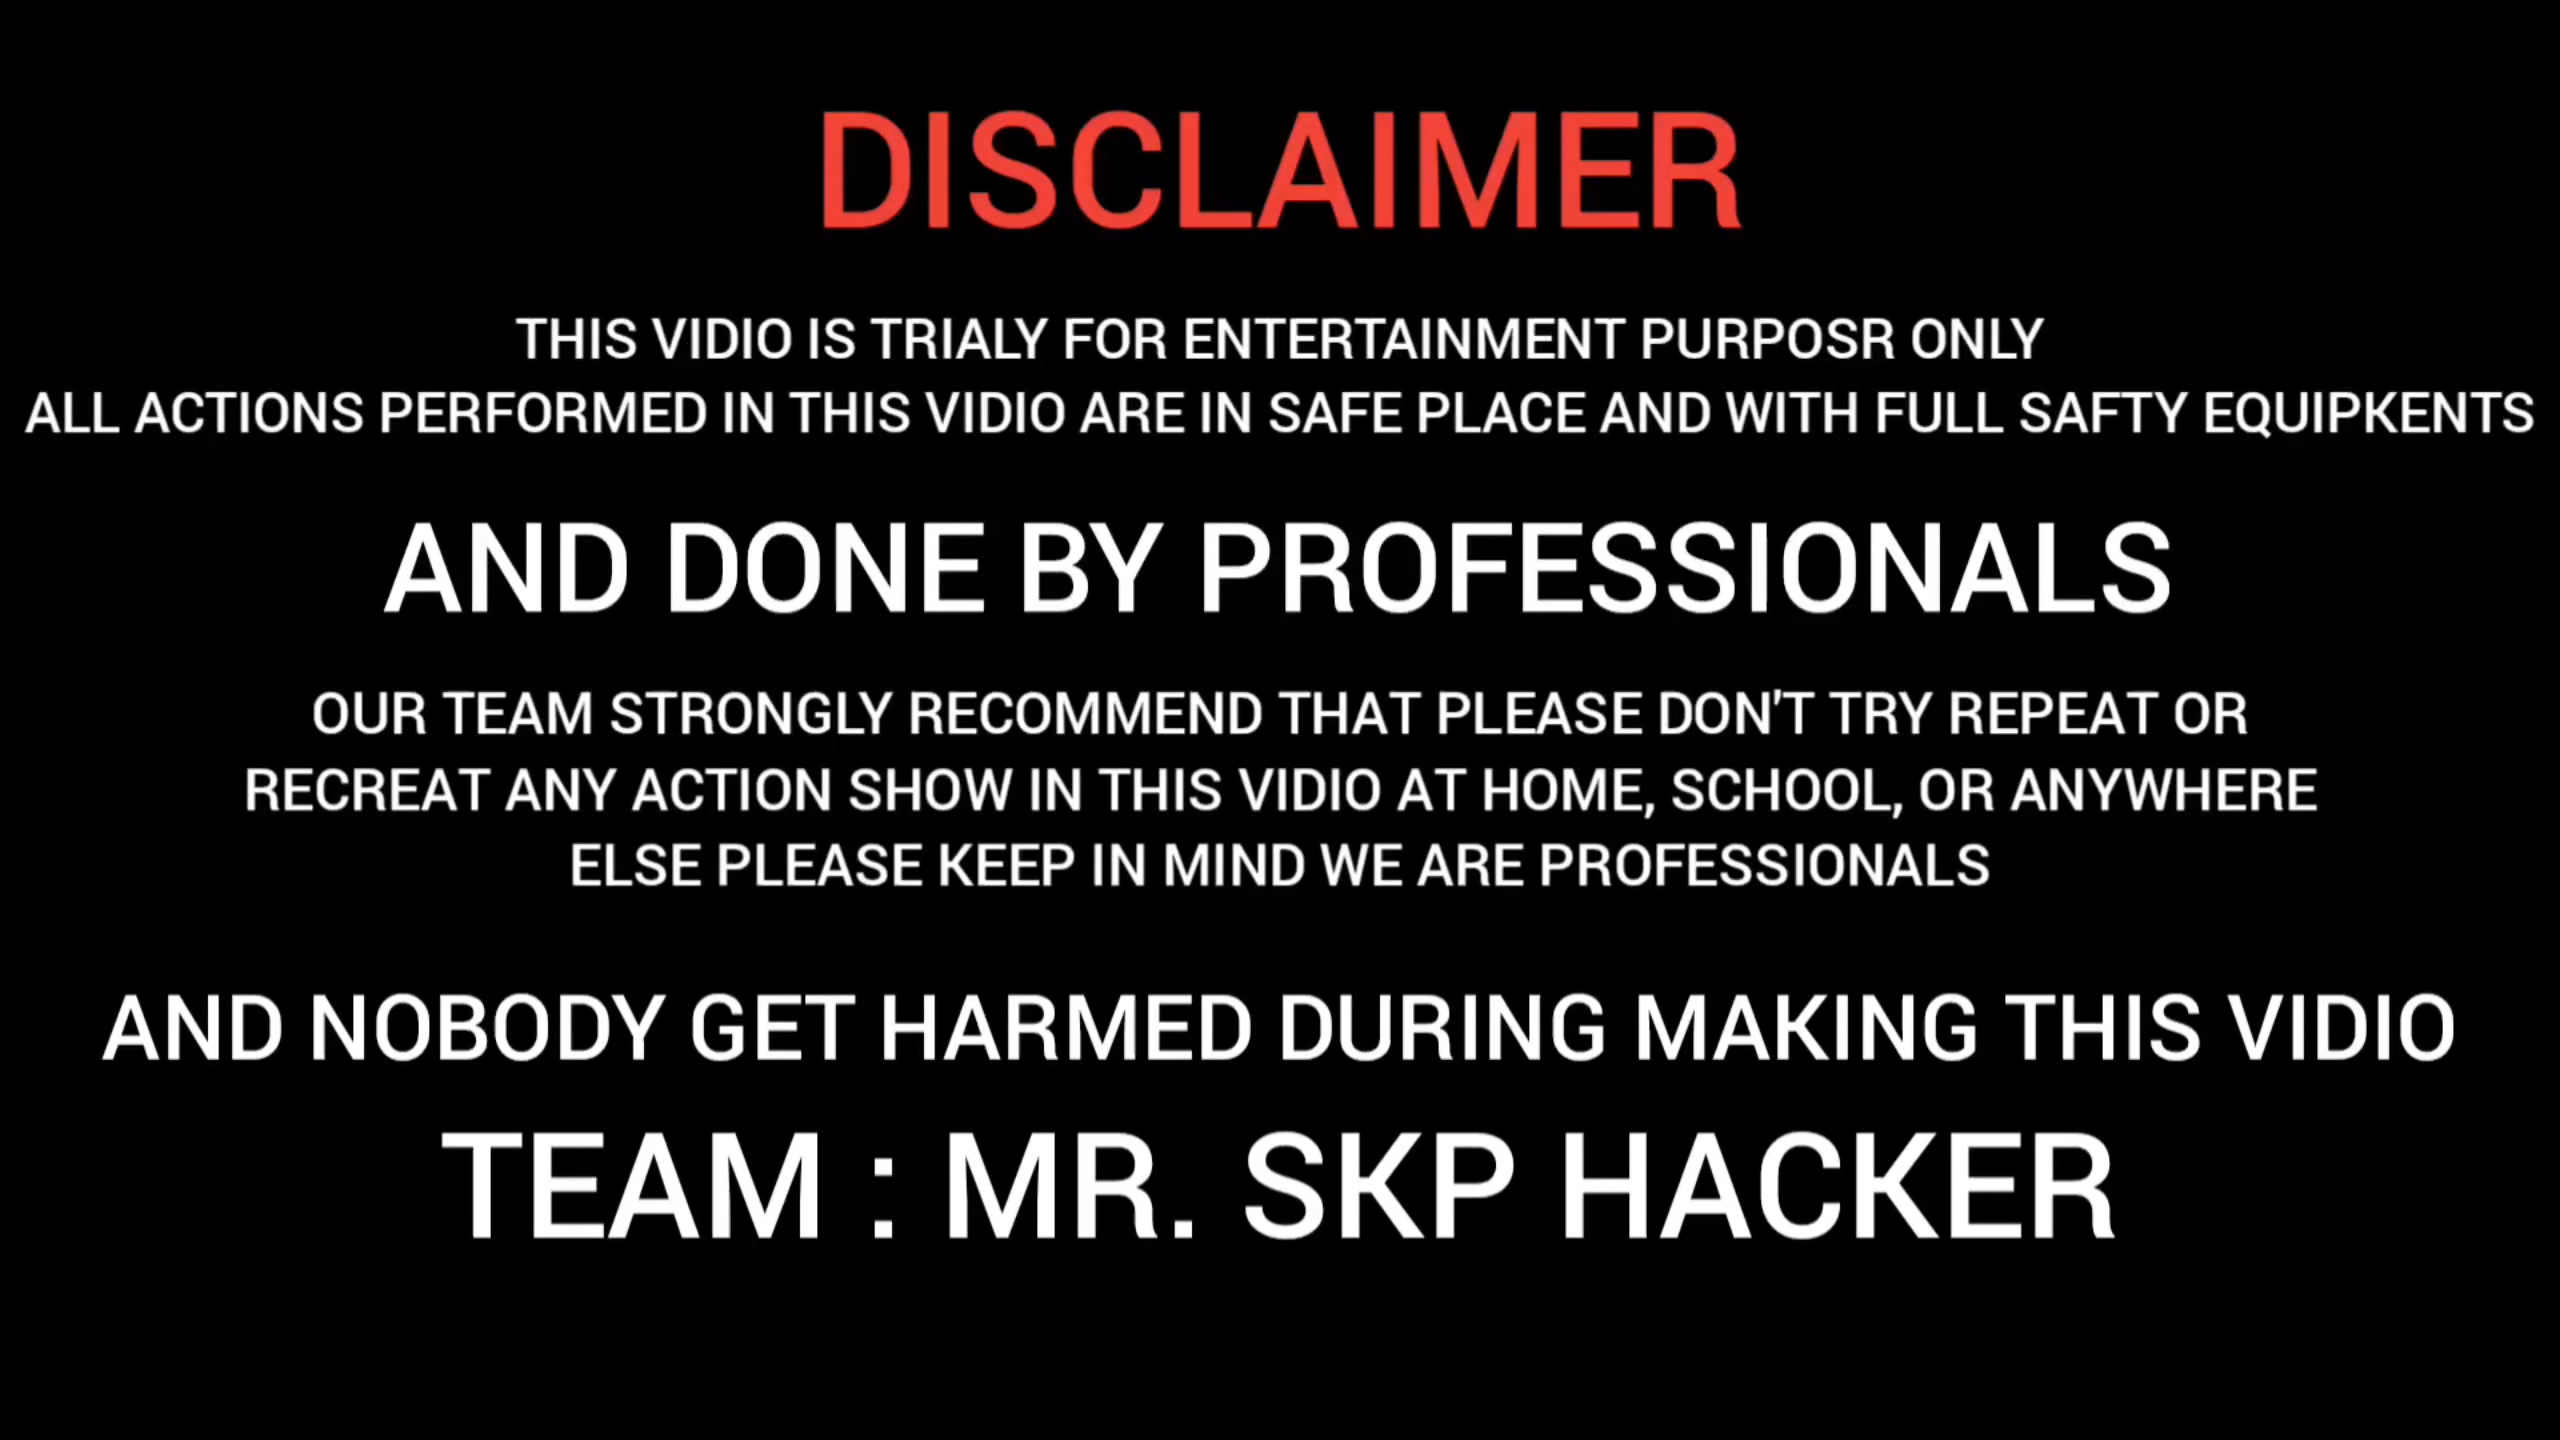 DISCLAIMER
THIS VIDIO IS TRIALY FOR ENTERTAINMENT PURPOSR ONLY
ALL ACTIONS PERFORMED IN THIS VIDIO ARE IN SAFE PLACE AND WITH FULL SAFTY EQUIPKENTS
AND DONE BY PROFESSIONALS
OUR TEAM STRONGLY RECOMMEND THAT PLEASE DON'T TRY REPEAT OR
RECREAT ANY ACTION SHOW IN THIS VIDIO AT HOME, SCHOOL, OR ANYWHERE
ELSE PLEASE KEEP IN MIND WE ARE PROFESSIONALS
AND NOBODY GET HARMED DURING MAKING THIS VIDIO
TEAM : MR. SKP HACKER